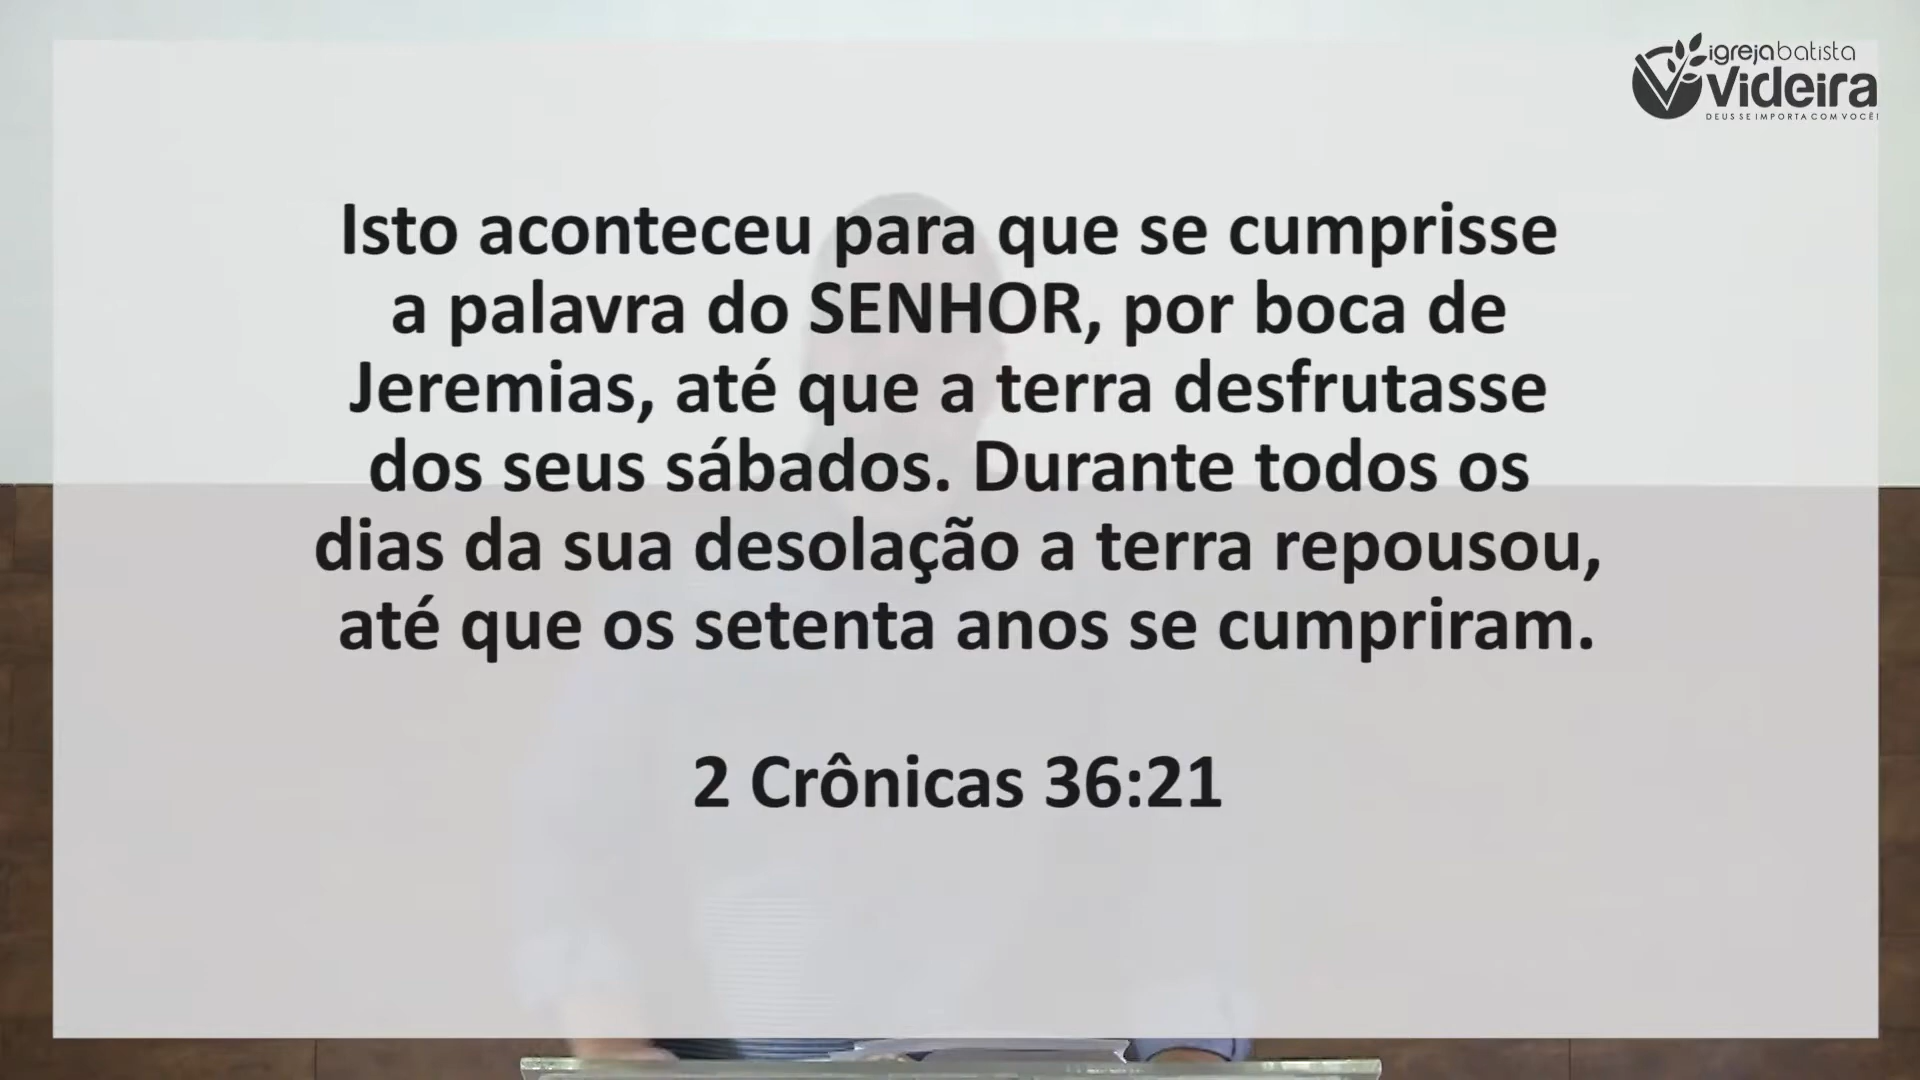 igrejabatista
Videira
DEUS SE IMPORTA COM VOCÊ!
Isto aconteceu para que se cumprisse
a palavra do SENHOR, por boca de
Jeremias, até que a terra desfrutasse
dos seus sábados. Durante todos os
dias da sua desolação a terra repousou,
até que os setenta anos se cumpriram.
2 Crônicas 36:21